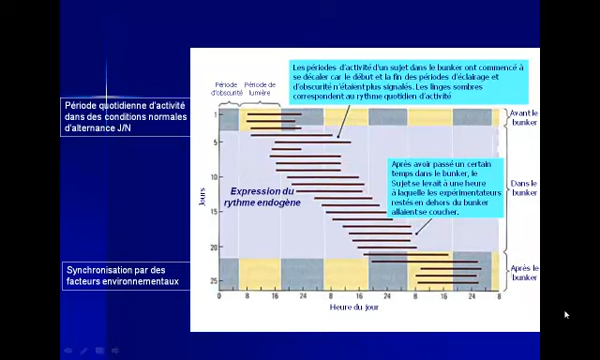 Les périodes d'activité d'un sujet dans le bunker ont commencé à
se décaler car le début et la fin des périodes d'éclairage et
d'obscurité n'étaient plus signalés. Les linges sombres
correspondent au rythme quotidien d'activité
Période
d'obscurité
Période de
lumière
Période quotidienne d'activité
dans des conditions normales
d'alternance J/N
Avant le
bunker
Après avoir passé un certain
temps dans le bunker, le
Sujet se levait à une heure
à laquelle les expérimentateurs
restés en dehors du bunker
allaient se coucher.
Expression du
rythme endogène
Dans le
bunker
Jours
1
5
10
15
20
25
Synchronisation par des
facteurs environnementaux
Après le
bunker
0 8 16 24 8 16 24 8 16 24 8
Heure du jour